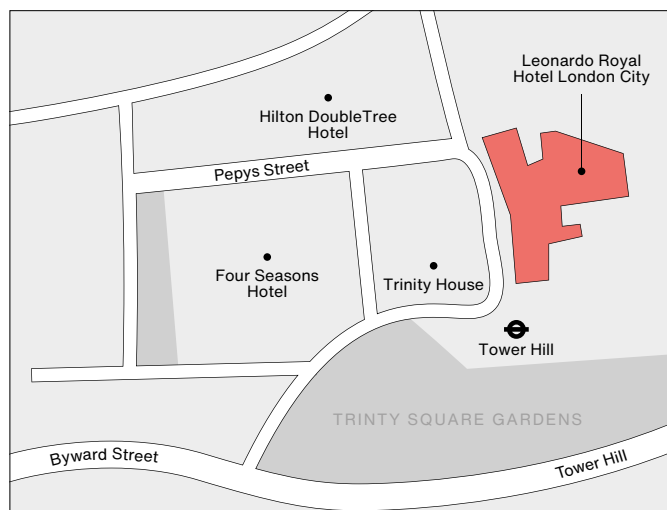 Leonardo Royal
Hotel London City
Hilton DoubleTree
Hotel
Pepys Street
Four Seasons
Hotel
Trinity House
Tower Hill
TRINTY SQUARE GARDENS
Byward Street
Tower Hill